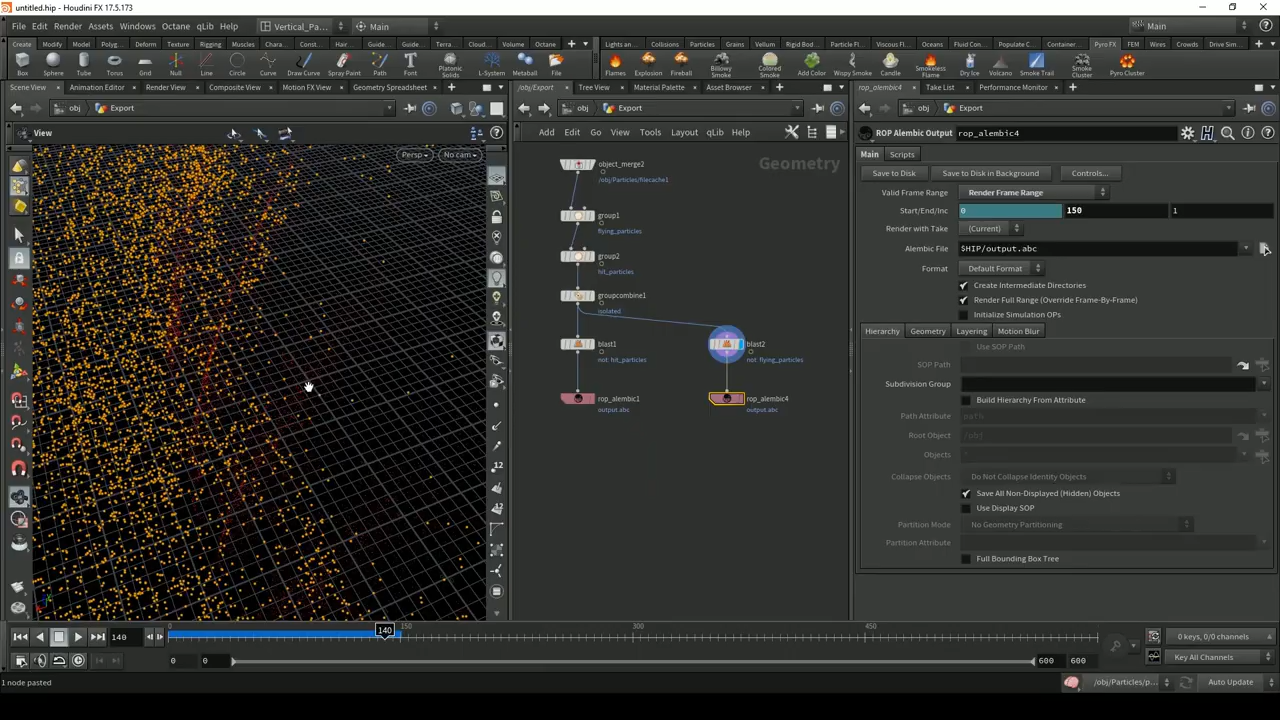 untitled.hip - Houdini FX 17.5.173
File Edit Render Assets Windows Octane qLib Help Vertical_Pa... Main Main
Create Modify Model Polyg... Deform Texture Rigging Muscles Chara... Const... Hair... Guide... Guide... Terra... Cloud... Volume Octane Lights an... Collisions Particles Grains Vellum Rigid Bod... Particle Fl... Viscous Fl... Oceans Fluid Con... Populate C... Container... Pyro FX FEM Wires Crowds Drive Sim...
Box Sphere Tube Torus Grid Null Line Circle Curve Draw Curve Spray Paint Path Font Platonic Solids L-System Metaball File Flames Explosion Fireball Billowy Smoke Colored Smoke Add Color Wispy Smoke Candle Smokeless Flame Dry Ice Volcano Smoke Trail Smoke Cluster Pyro Cluster
Scene View Animation Editor Render View Composite View Motion FX View Geometry Spreadsheet /obj/Export Tree View Material Palette Asset Browser rop_alembic4 Take List Performance Monitor
obj Export obj Export obj Export
View Persp No cam
Add Edit Go View Tools Layout qLib Help
Geometry
object_merge2
/obj/Particles/filecache1
group1
flying_particles
group2
hit_particles
groupcombine1
isolated
blast1
not: hit_particles
blast2
not: flying_particles
rop_alembic1
output.abc
rop_alembic4
output.abc
ROP Alembic Output rop_alembic4
Main Scripts
Save to Disk Save to Disk in Background Controls...
Valid Frame Range Render Frame Range
Start/End/Inc 0 150 1
Render with Take (Current)
Alembic File $HIP/output.abc
Format Default Format
Create Intermediate Directories
Render Full Range (Override Frame-By-Frame)
Initialize Simulation OPs
Hierarchy Geometry Layering Motion Blur
Use SOP Path
SOP Path
Subdivision Group
Build Hierarchy From Attribute
Path Attribute path
Root Object /obj
Objects *
Collapse Objects Do Not Collapse Identity Objects
Save All Non-Displayed (Hidden) Objects
Use Display SOP
Partition Mode No Geometry Partitioning
Partition Attribute
Full Bounding Box Tree
12
.12
140 0 140 150 300 450 0 keys, 0/0 channels
0 0 600 600 Key All Channels
1 node pasted /obj/Particles/p... Auto Update